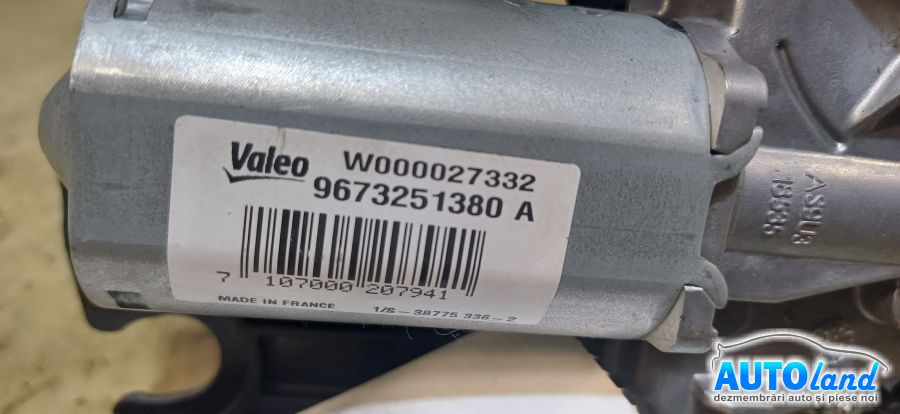 Valeo W000027332
9673251380 A
7 107000 207941
MADE IN FRANCE 1/S-38775 336-2
AS9U3
18535
AUTOland
dezmembrări auto și piese noi